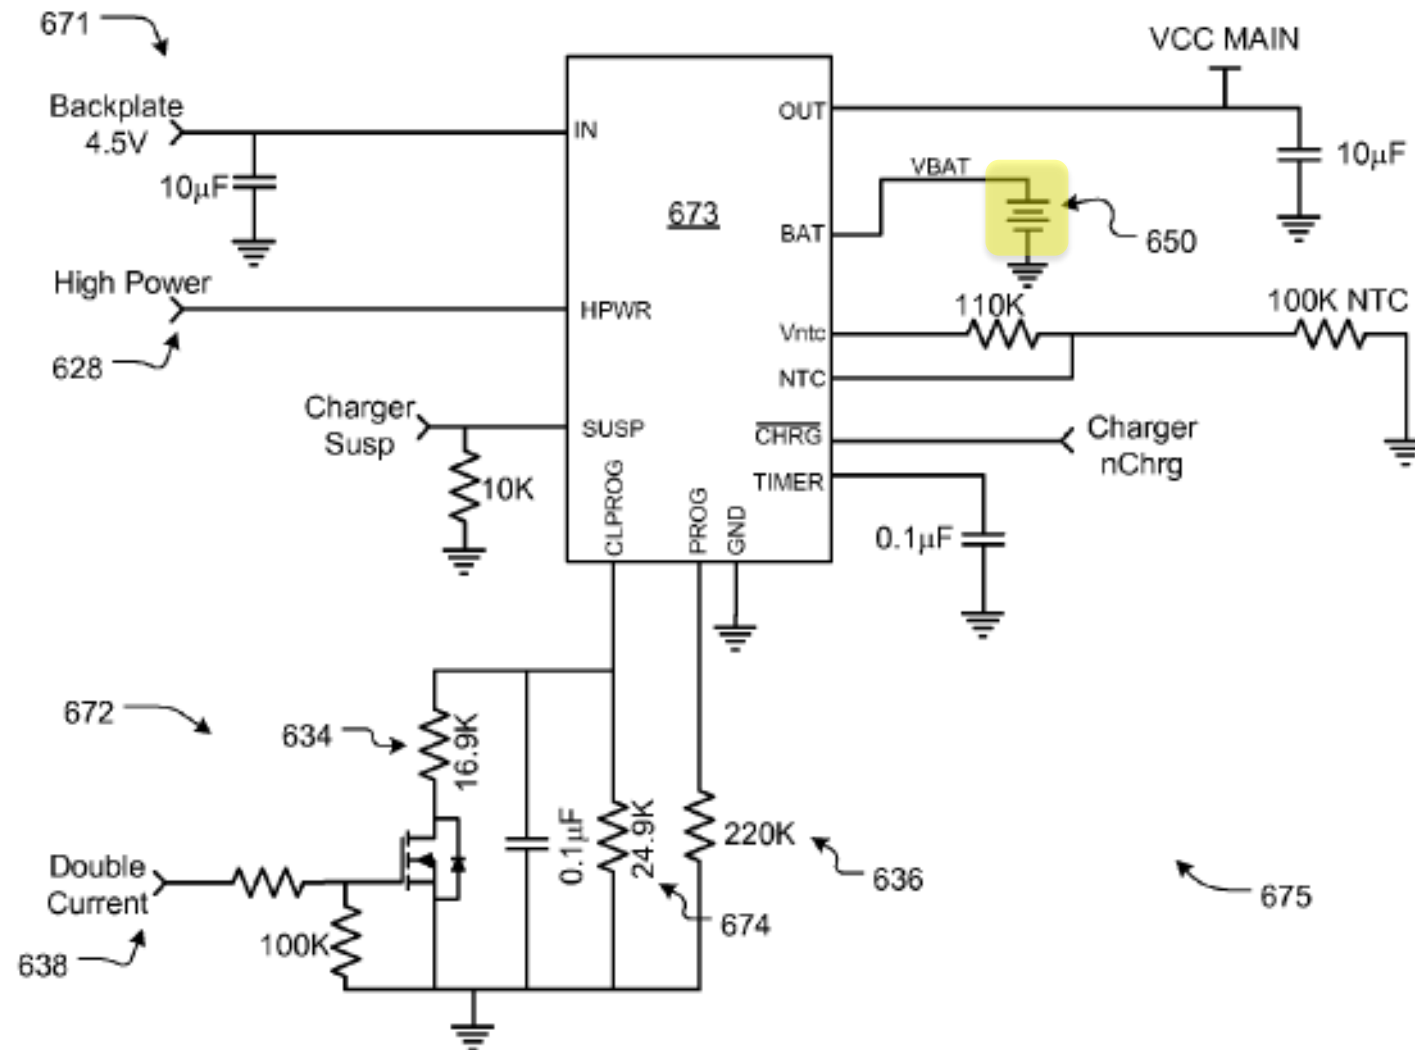 671
VCC MAIN
Backplate
4.5V
IN
OUT
10µF
10µF
VBAT
673
BAT
650
High Power
HPWR
110K
100K NTC
Vntc
628
NTC
Charger
Susp
SUSP
CHRG
Charger
nChrg
10K
CLPROG
PROG
GND
TIMER
0.1µF
672
634
16.9K
0.1µF
24.9K
220K
Double
Current
636
675
674
100K
638